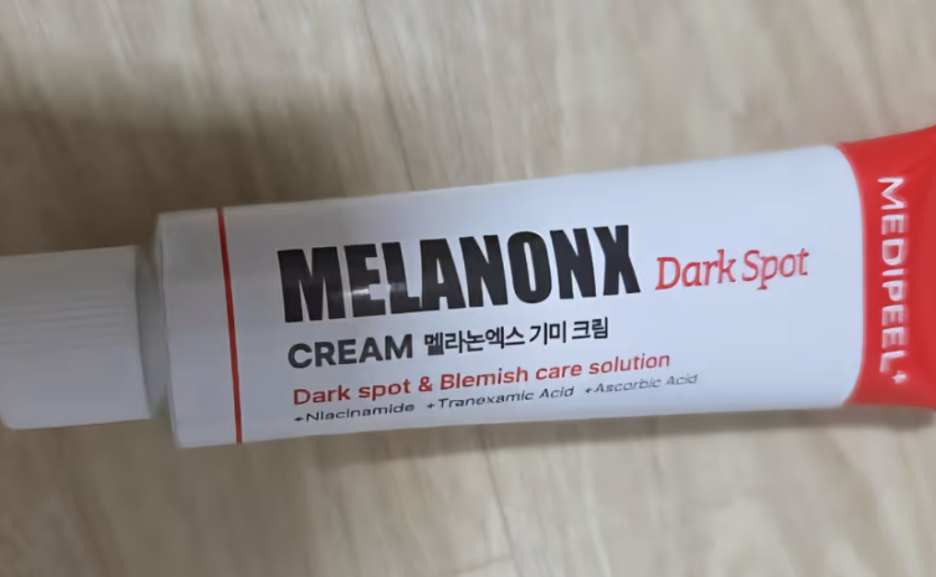 MELANONX Dark Spot
CREAM 멜라논엑스 기미 크림
Dark spot & Blemish care solution
+Niacinamide +Tranexamic Acid +Ascorbic Acid
MEDIPEEL+